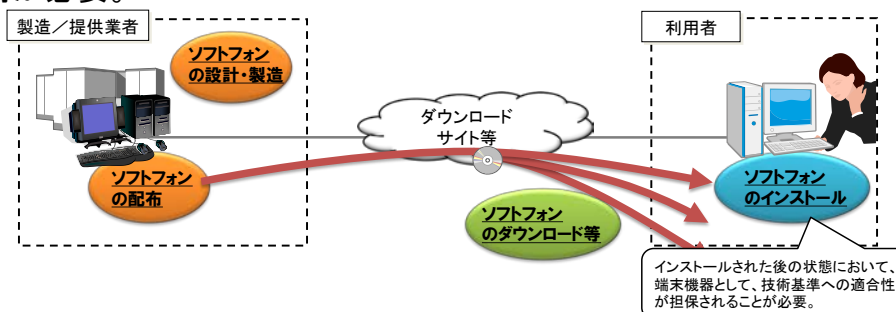 が必要。
製造／提供業者
利用者
ソフトフォン
の設計・製造
ダウンロード
サイト等
ソフトフォン
の配布
ソフトフォン
のインストール
ソフトフォン
のダウンロード等
インストールされた後の状態において、
端末機器として、技術基準への適合性
が担保されることが必要。